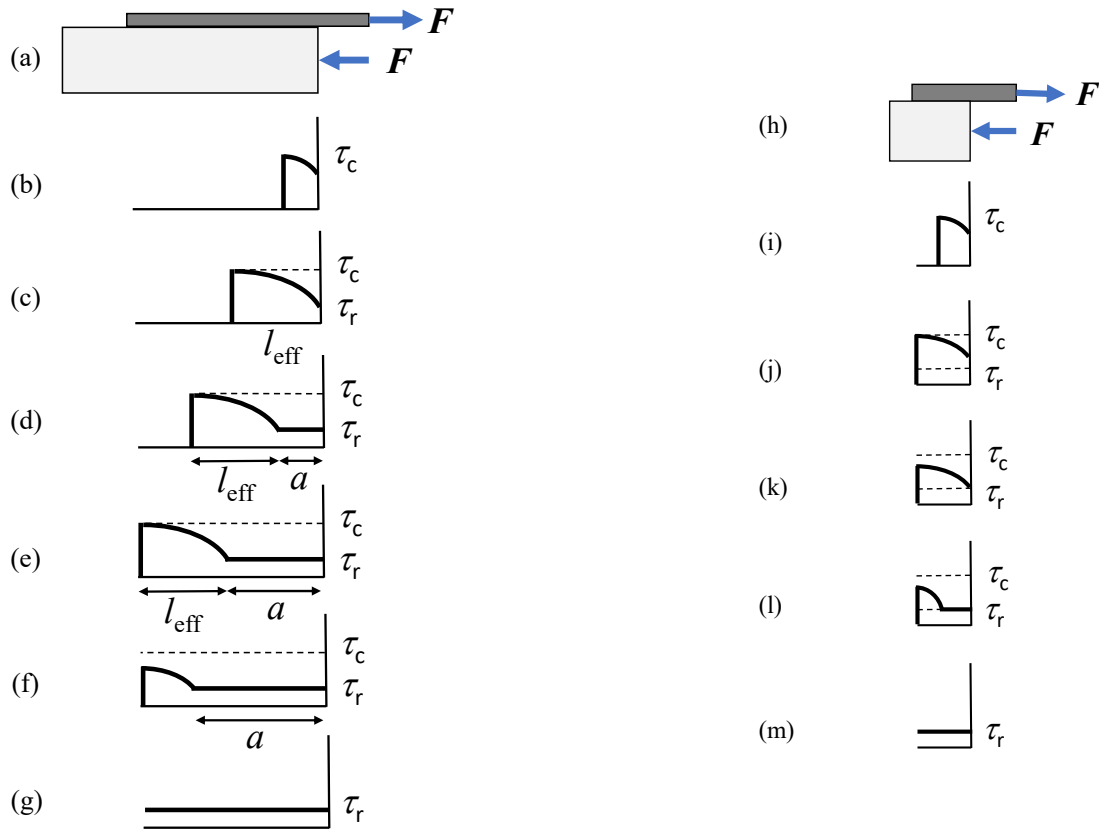 (a)
F
F
(b)
τc
(c)
τc
τr
leff
(d)
τc
τr
leff
a
(e)
τc
τr
leff
a
(f)
τc
τr
a
(g)
τr
(h)
F
F
(i)
τc
(j)
τc
τr
(k)
τc
τr
(l)
τc
τr
(m)
τr